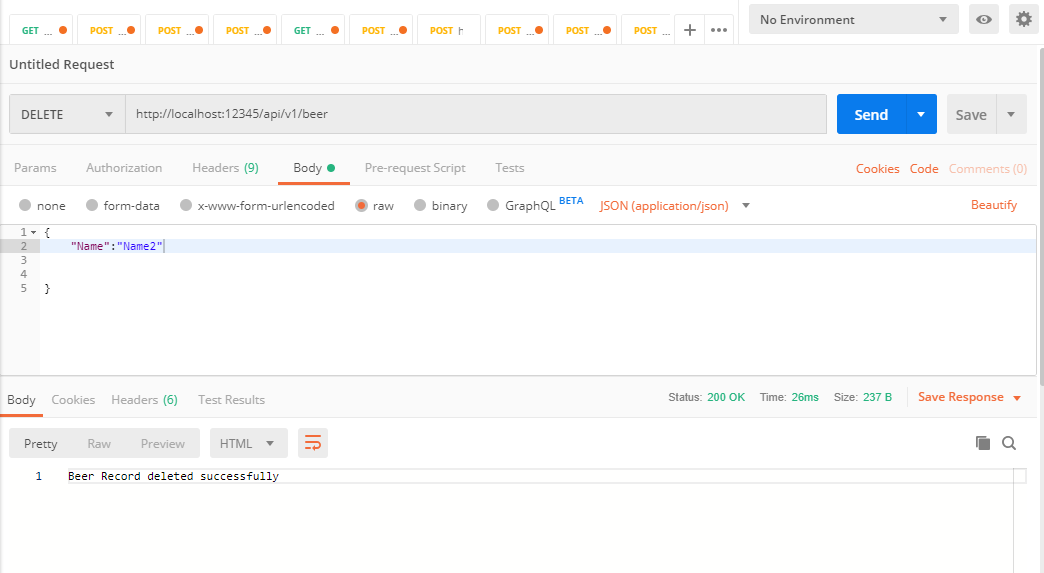 GET ... POST ... POST ... POST ... GET ... POST ... POST h POST ... POST ... POST ... + ••• No Environment
Untitled Request
DELETE http://localhost:12345/api/v1/beer Send Save
Params Authorization Headers (9) Body Pre-request Script Tests Cookies Code Comments (0)
none form-data x-www-form-urlencoded raw binary GraphQL BETA JSON (application/json) Beautify
1 {
2 "Name":"Name2"
3
4
5 }
Body Cookies Headers (6) Test Results Status: 200 OK Time: 26ms Size: 237 B Save Response
Pretty Raw Preview HTML
1 Beer Record deleted successfully